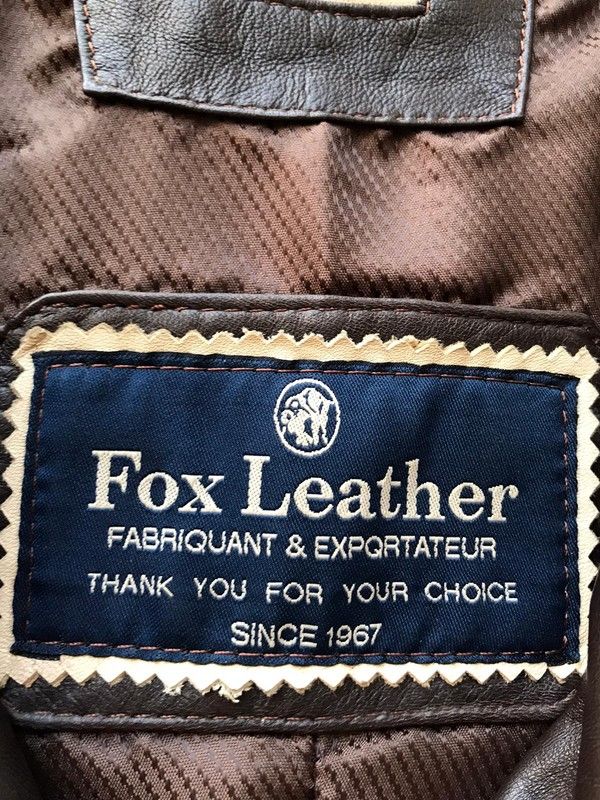 Fox Leather
FABRIQUANT & EXPORTATEUR
THANK YOU FOR YOUR CHOICE
SINCE 1967